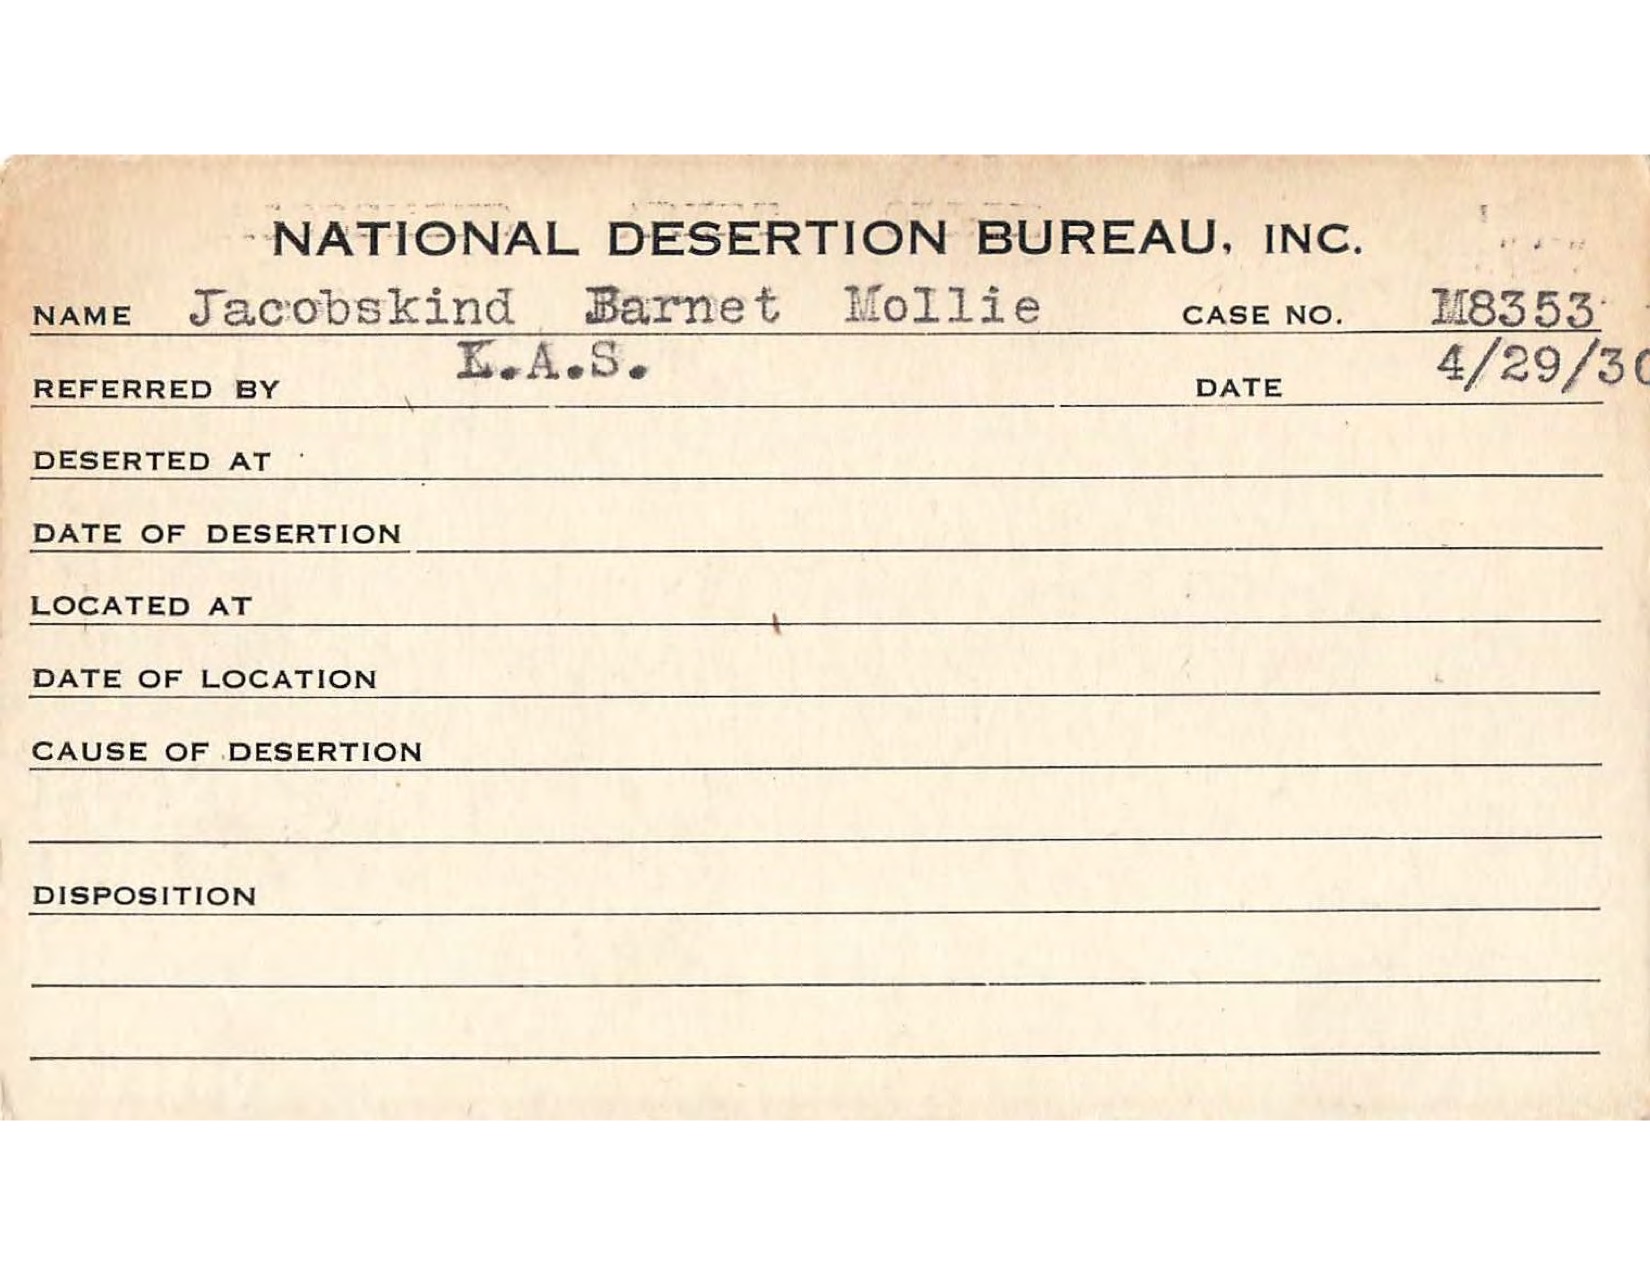 NATIONAL DESERTION BUREAU, INC.
NAME Jacobskind Barnet Mollie CASE NO. M8353
REFERRED BY K.A.S. DATE 4/29/30
DESERTED AT
DATE OF DESERTION
LOCATED AT
DATE OF LOCATION
CAUSE OF DESERTION
DISPOSITION